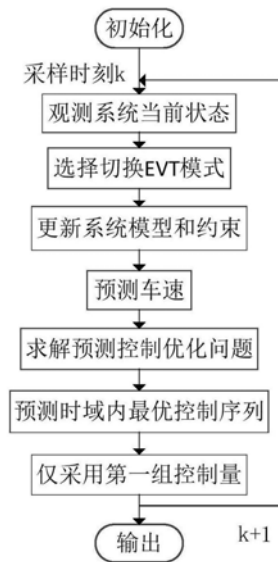 初始化
采样时刻k
观测系统当前状态
选择切换EVT模式
更新系统模型和约束
预测车速
求解预测控制优化问题
预测时域内最优控制序列
仅采用第一组控制量
k+1
输出